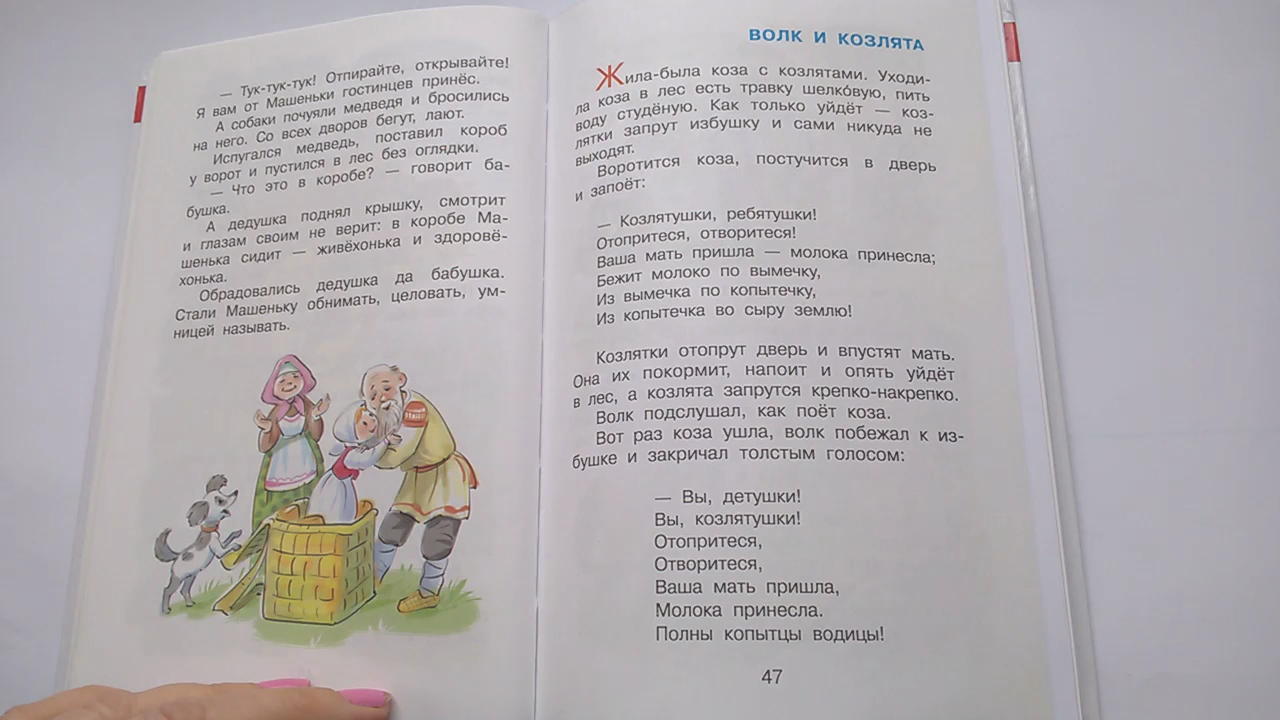 — Тук-тук-тук! Отпирайте, открывайте!
Я вам от Машеньки гостинцев принёс.
А собаки почуяли медведя и бросились
на него. Со всех дворов бегут, лают.
Испугался медведь, поставил короб
у ворот и пустился в лес без оглядки.
— Что это в коробе? — говорит ба-
бушка.
А дедушка поднял крышку, смотрит
и глазам своим не верит: в коробе Ма-
шенька сидит — живёхонька и здоровё-
хонька.
Обрадовались дедушка да бабушка.
Стали Машеньку обнимать, целовать, ум-
ницей называть.
ВОЛК И КОЗЛЯТА
Жила-была коза с козлятами. Уходи-
ла коза в лес есть травку шелко́вую, пить
воду студёную. Как только уйдёт — коз-
лятки запрут избушку и сами никуда не
выходят.
Воротится коза, постучится в дверь
и запоёт:
— Козлятушки, ребятушки!
Отопритеся, отворитеся!
Ваша мать пришла — молока принесла;
Бежит молоко по вымечку,
Из вымечка по копытечку,
Из копытечка во сыру землю!
Козлятки отопрут дверь и впустят мать.
Она их покормит, напоит и опять уйдёт
в лес, а козлята запрутся крепко-накрепко.
Волк подслушал, как поёт коза.
Вот раз коза ушла, волк побежал к из-
бушке и закричал толстым голосом:
— Вы, детушки!
Вы, козлятушки!
Отопритеся,
Отворитеся,
Ваша мать пришла,
Молока принесла.
Полны копытцы водицы!
47